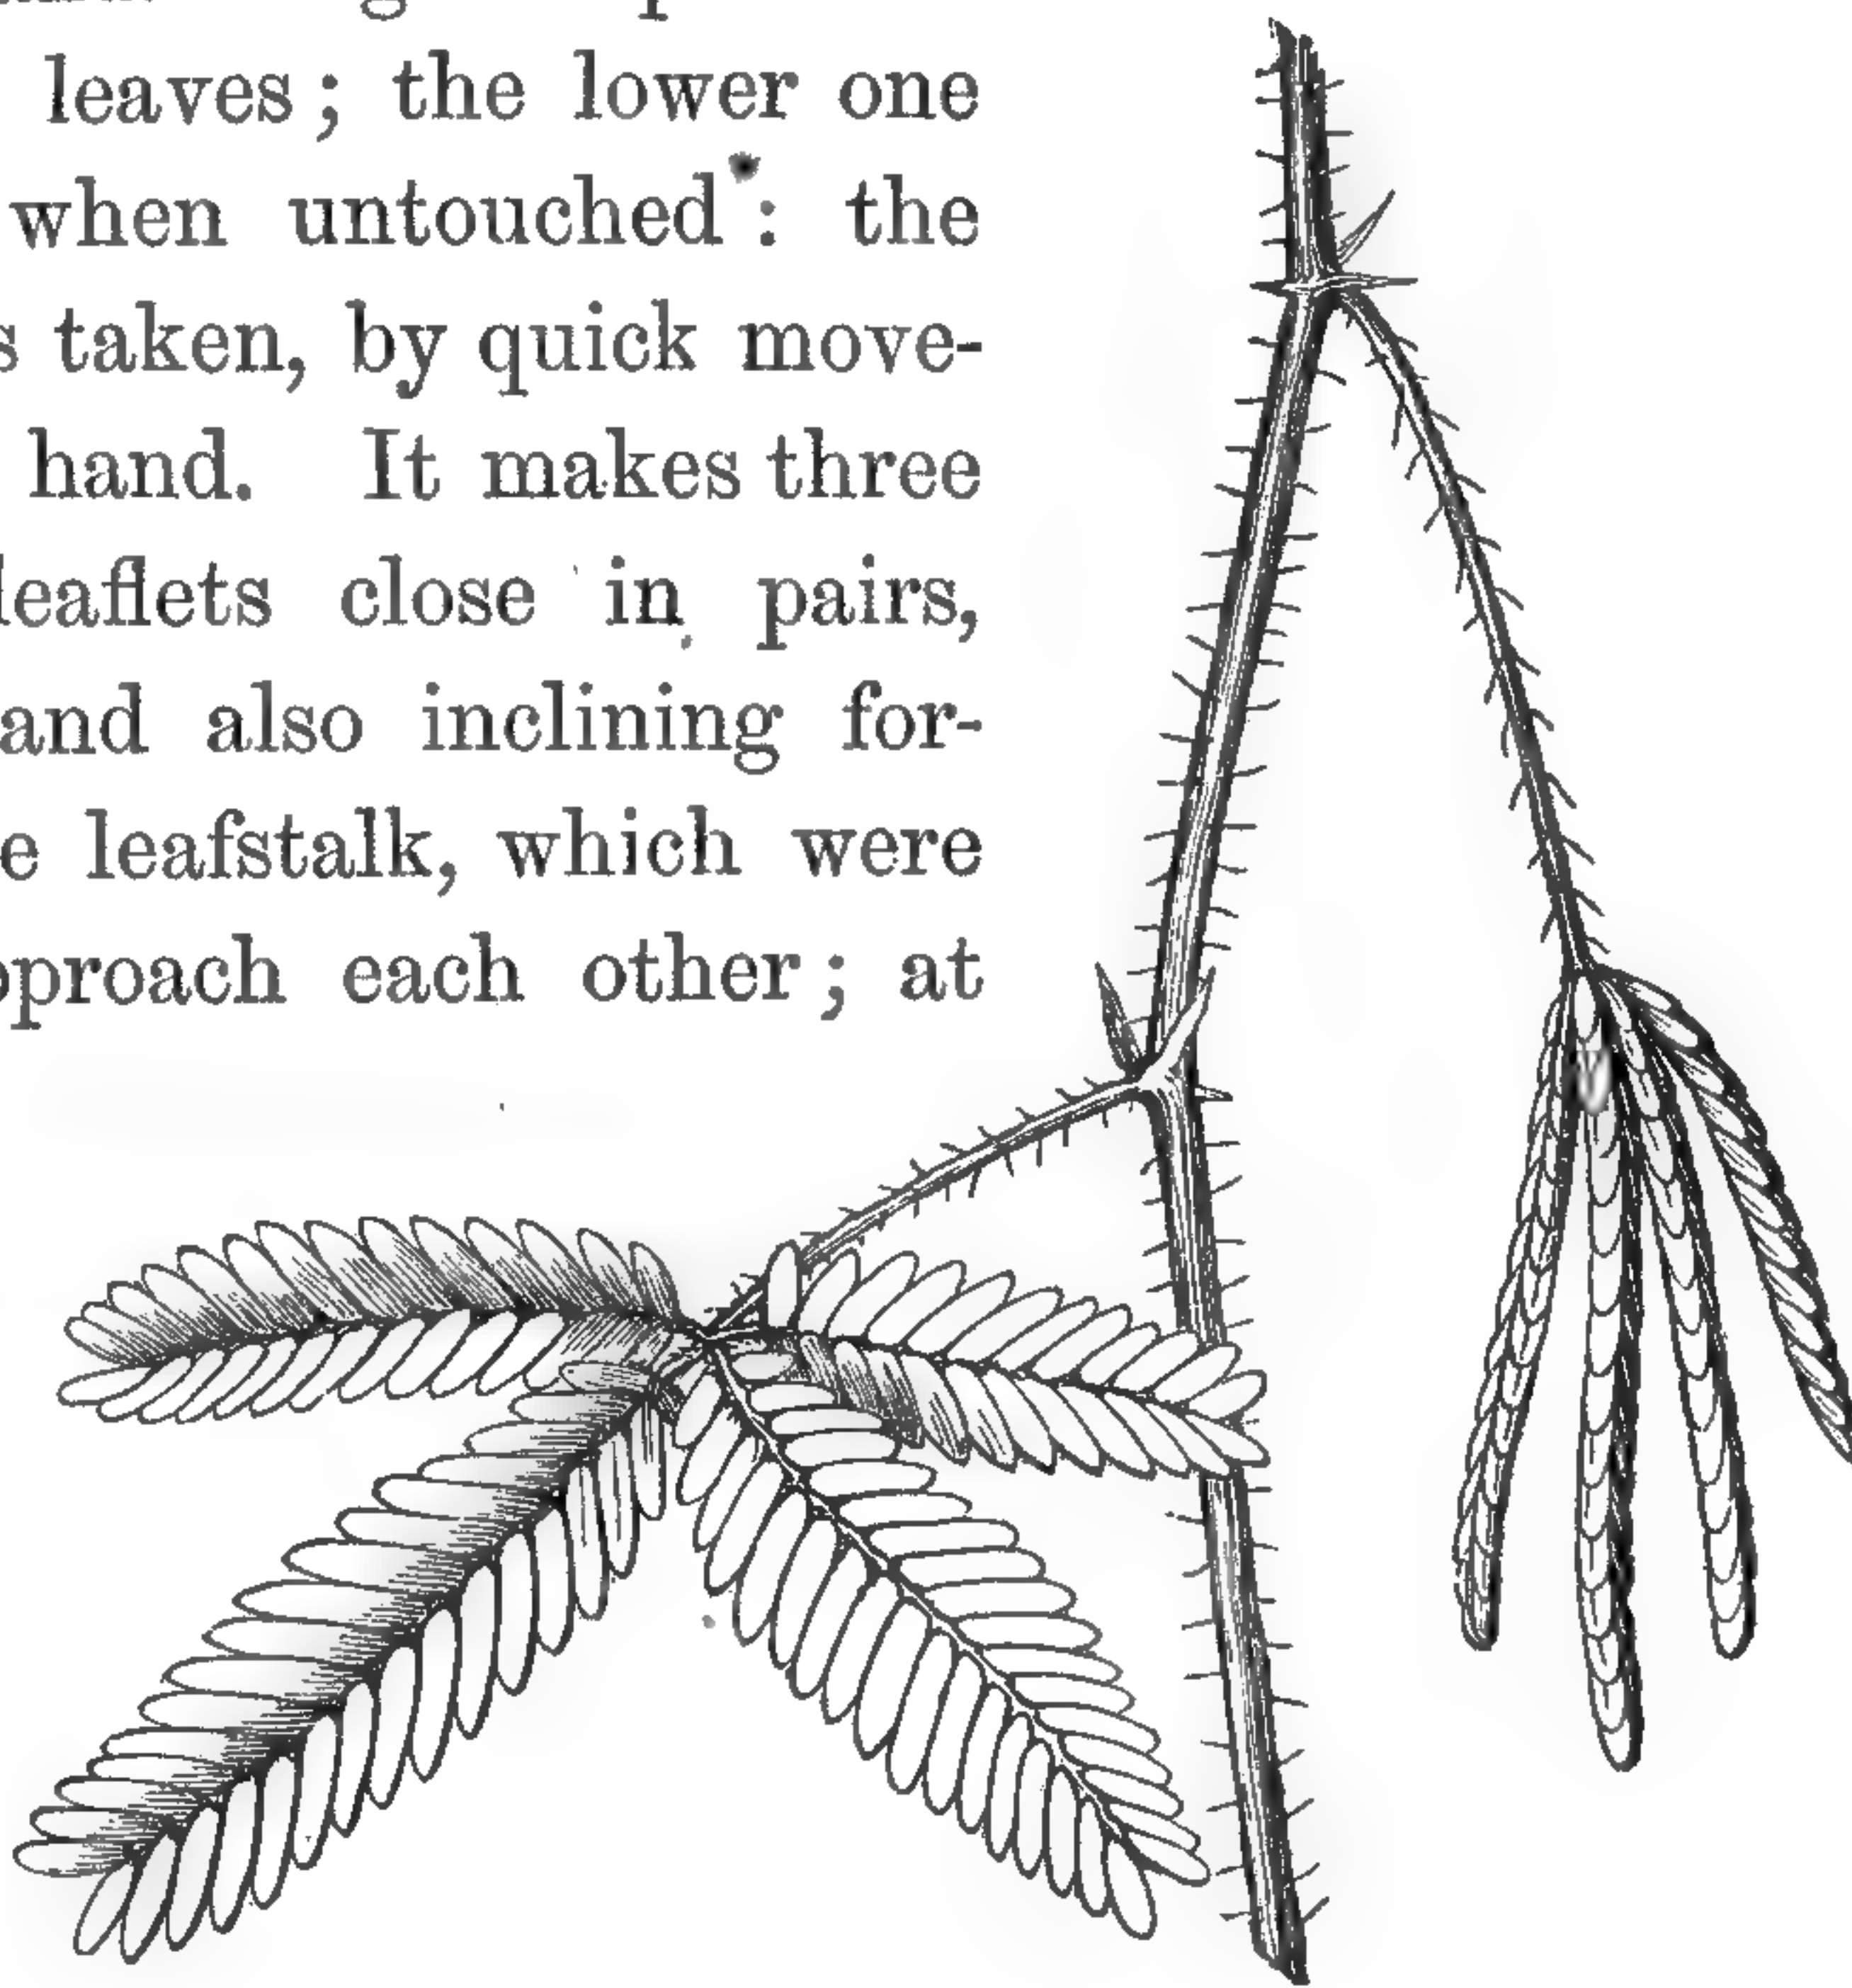 leaves; the lower one
when untouched: the
s taken, by quick move-
hand. It makes three
leaflets close in pairs,
and also inclining for-
e leafstalk, which were
pproach each other; at